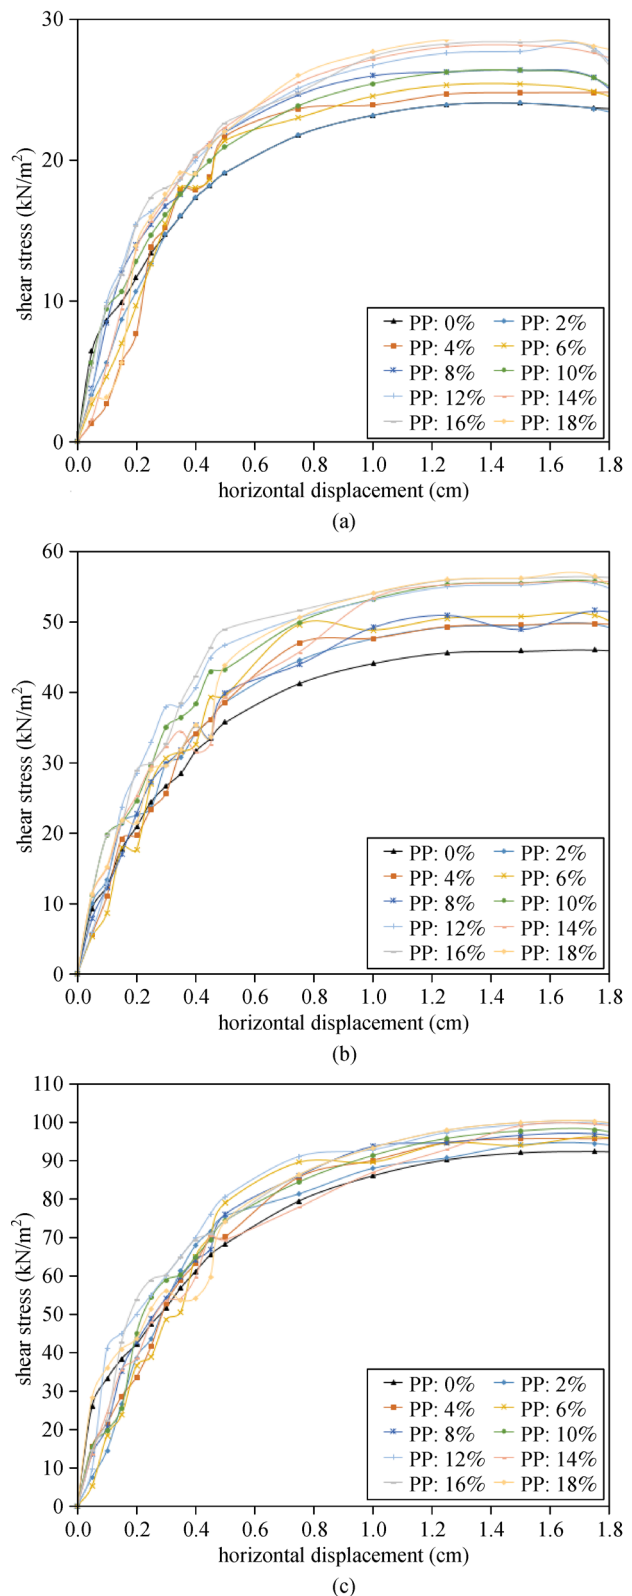 30
20
10
0
shear stress (kN/m²)
PP: 0% PP: 2%
PP: 4% PP: 6%
PP: 8% PP: 10%
PP: 12% PP: 14%
PP: 16% PP: 18%
0.0 0.2 0.4 0.6 0.8 1.0 1.2 1.4 1.6 1.8
horizontal displacement (cm)
(a)
60
50
40
30
20
10
0
shear stress (kN/m²)
PP: 0% PP: 2%
PP: 4% PP: 6%
PP: 8% PP: 10%
PP: 12% PP: 14%
PP: 16% PP: 18%
0.0 0.2 0.4 0.6 0.8 1.0 1.2 1.4 1.6 1.8
horizontal displacement (cm)
(b)
110
100
90
80
70
60
50
40
30
20
10
0
shear stress (kN/m²)
PP: 0% PP: 2%
PP: 4% PP: 6%
PP: 8% PP: 10%
PP: 12% PP: 14%
PP: 16% PP: 18%
0.0 0.2 0.4 0.6 0.8 1.0 1.2 1.4 1.6 1.8
horizontal displacement (cm)
(c)